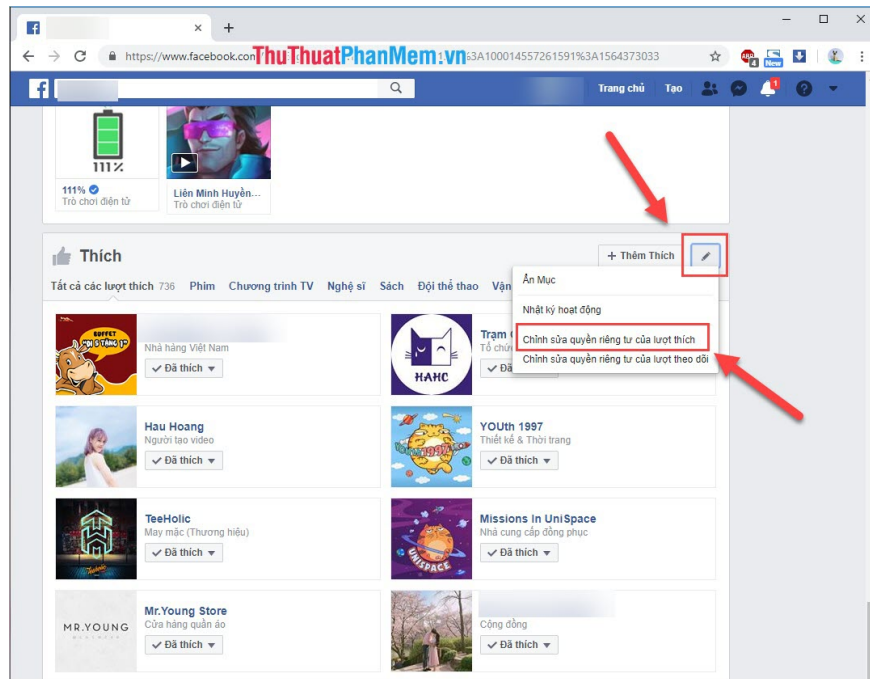 https://www.facebook.com
ThuThuatPhanMem.vn
%3A100014557261591%3A1564373033
4
New
Trang chủ
Tạo
1
111%
111%
Trò chơi điện tử
Liên Minh Huyền...
Trò chơi điện tử
Thích
+ Thêm Thích
Tất cả các lượt thích 736 Phim Chương trình TV Nghệ sĩ Sách Đội thể thao Vận
Ẩn Mục
Nhật ký hoạt động
Chỉnh sửa quyền riêng tư của lượt thích
Chỉnh sửa quyền riêng tư của lượt theo dõi
BUFFET
Nhà hàng Việt Nam
Đã thích
HAHC
Trạm
Tổ chức
Đã
Hau Hoang
Người tạo video
Đã thích
YOUth 1997
Thiết kế & Thời trang
Đã thích
TeeHolic
May mặc (Thương hiệu)
Đã thích
UNISPACE
Missions In UniSpace
Nhà cung cấp đồng phục
Đã thích
MR.YOUNG
Mr.Young Store
Cửa hàng quần áo
Đã thích
Cộng đồng
Đã thích